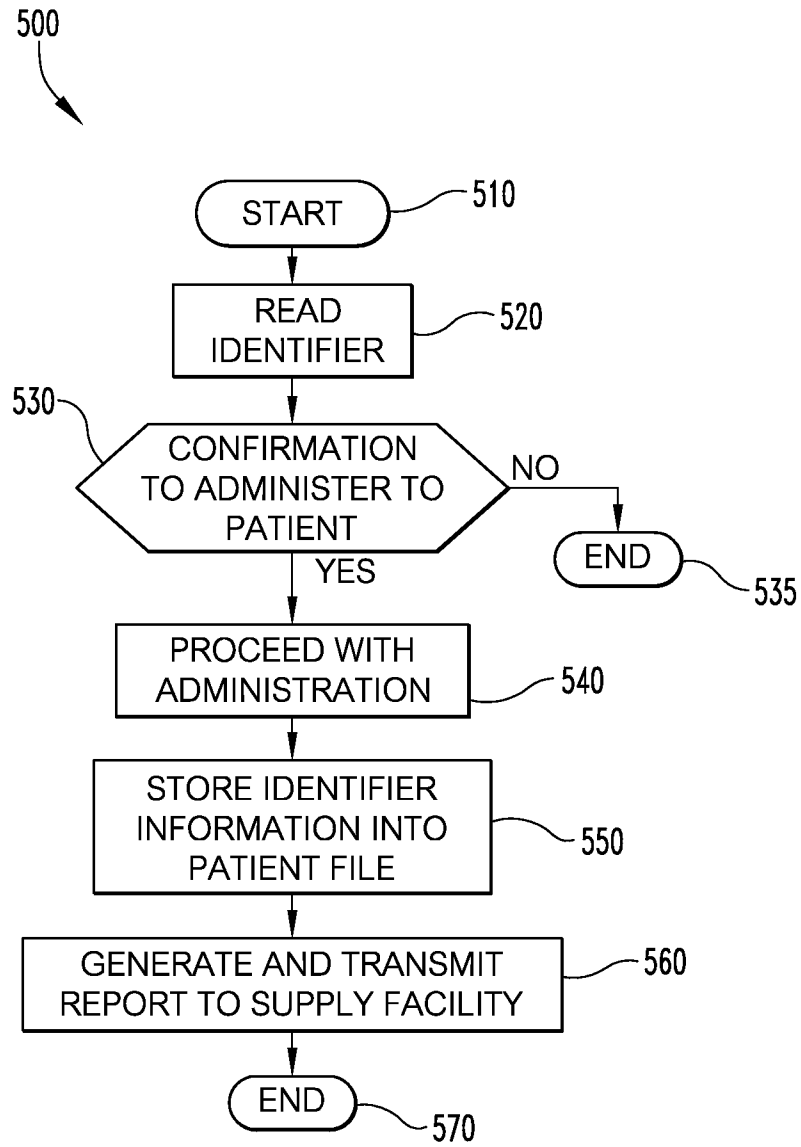 500
START
510
READ
IDENTIFIER
520
530
CONFIRMATION
TO ADMINISTER TO
PATIENT
NO
YES
END
535
PROCEED WITH
ADMINISTRATION
540
STORE IDENTIFIER
INFORMATION INTO
PATIENT FILE
550
GENERATE AND TRANSMIT
REPORT TO SUPPLY FACILITY
560
END
570